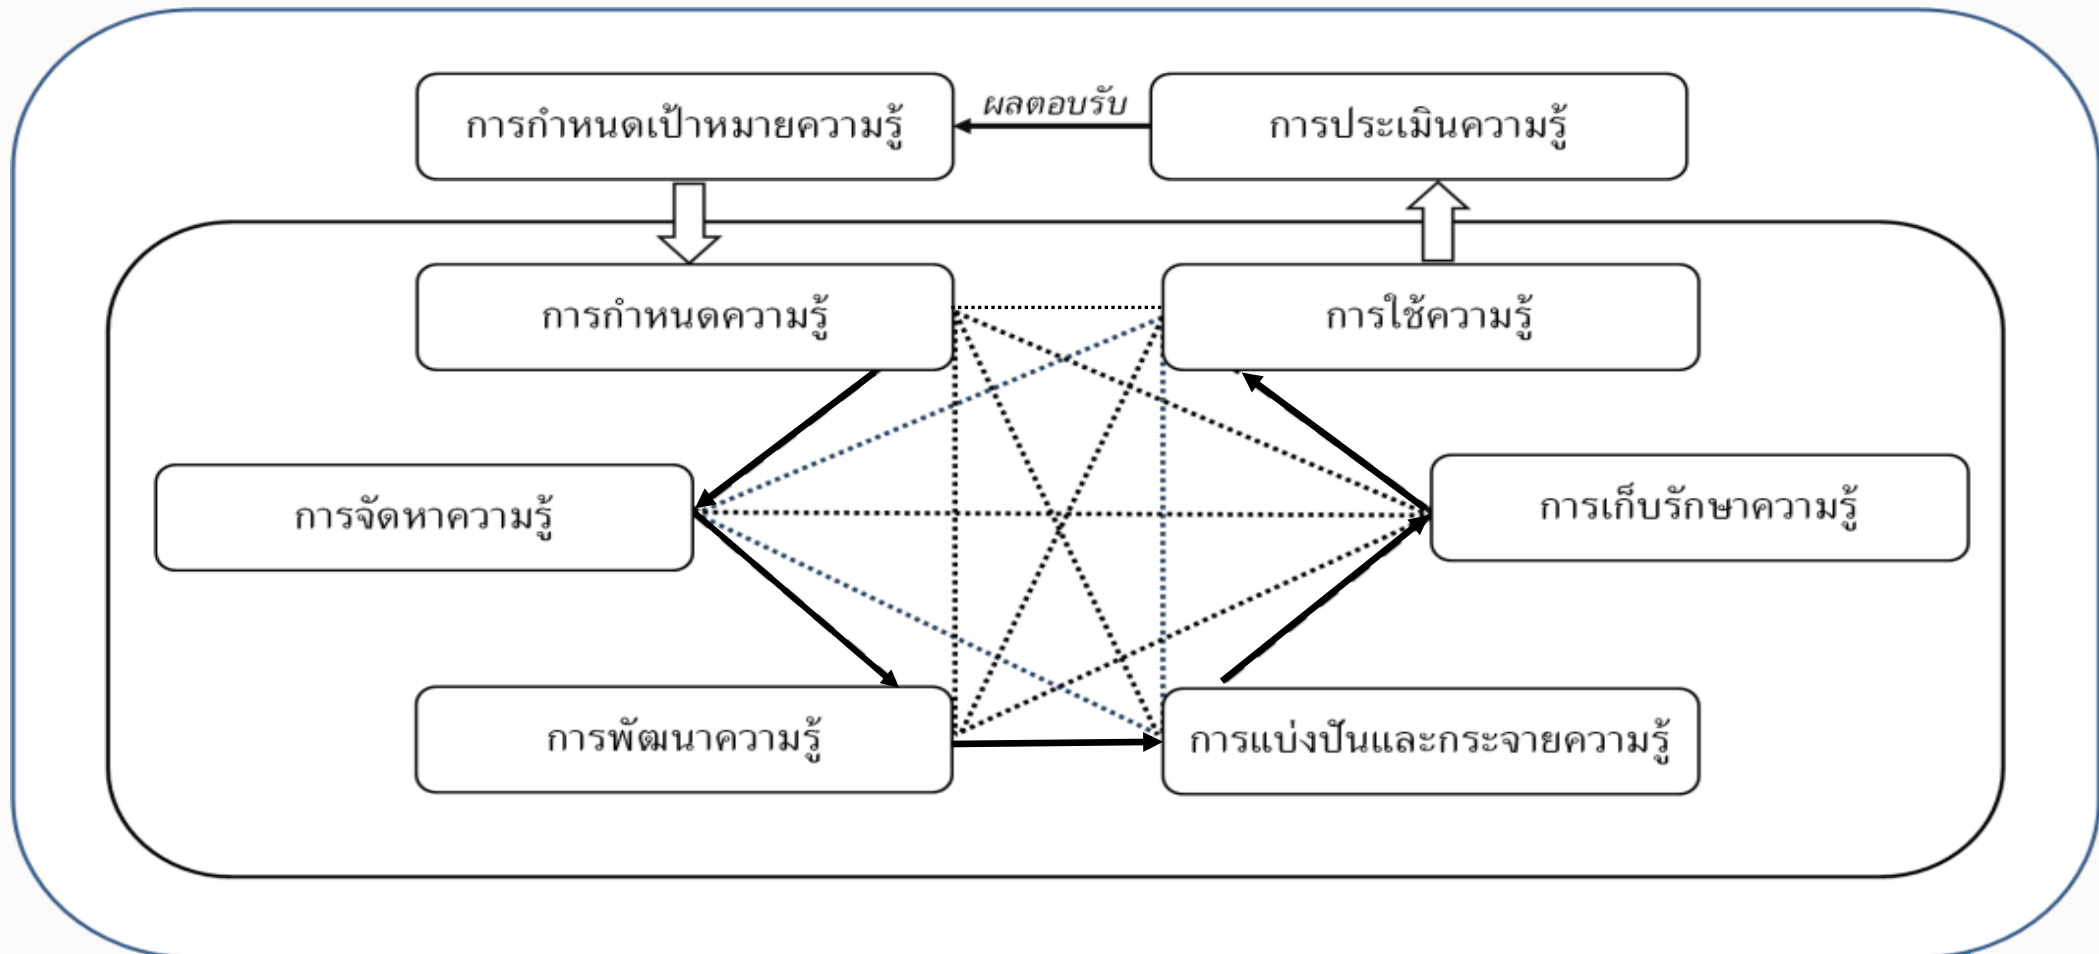 การกำหนดเป้าหมายความรู้
ผลตอบรับ
การประเมินความรู้
การกำหนดความรู้
การใช้ความรู้
การจัดหาความรู้
การเก็บรักษาความรู้
การพัฒนาความรู้
การแบ่งปันและกระจายความรู้